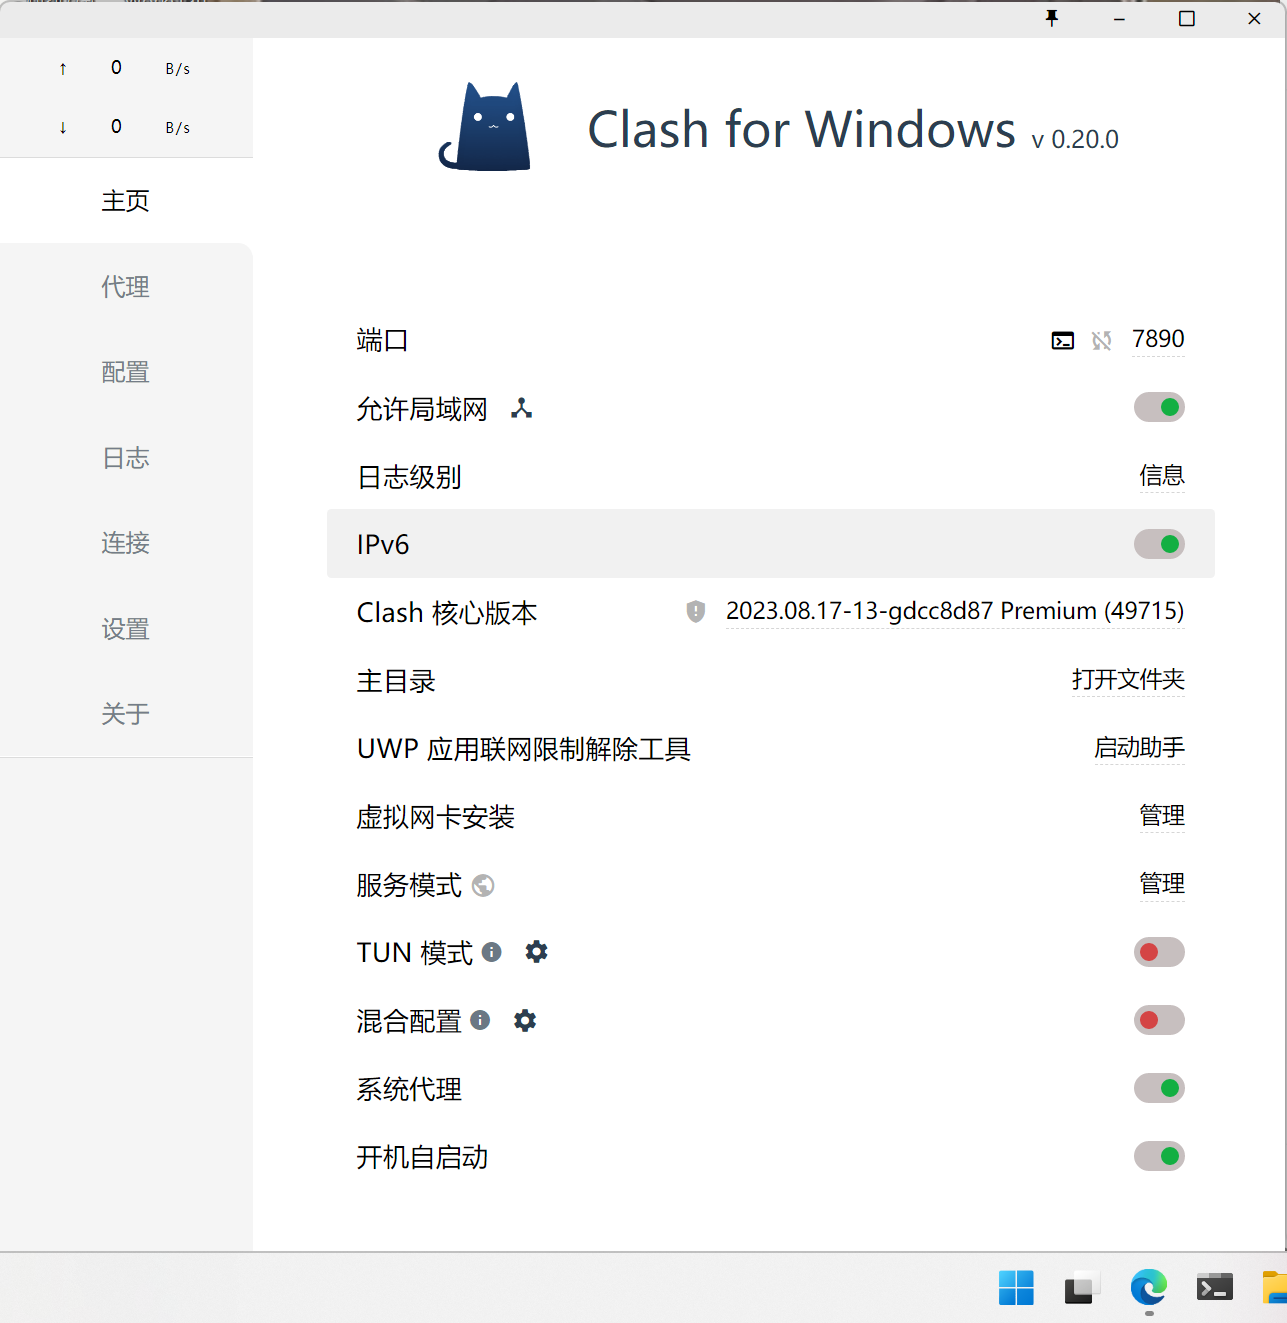 ↑ 0 B/s
↓ 0 B/s
主页
代理
配置
日志
连接
设置
关于
Clash for Windows v 0.20.0
端口 7890
允许局域网
日志级别 信息
IPv6
Clash 核心版本 2023.08.17-13-gdcc8d87 Premium (49715)
主目录 打开文件夹
UWP 应用联网限制解除工具 启动助手
虚拟网卡安装 管理
服务模式 管理
TUN 模式
混合配置
系统代理
开机自启动